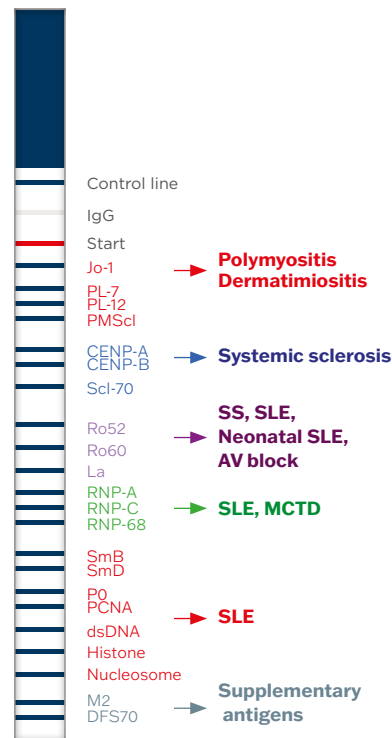 Control line
IgG
Start
Jo-1
PL-7
PL-12
PMScl
Polymyositis
Dermatimiositis
CENP-A
CENP-B
Scl-70
Systemic sclerosis
Ro52
Ro60
La
SS, SLE,
Neonatal SLE,
AV block
RNP-A
RNP-C
RNP-68
SLE, MCTD
SmB
SmD
P0
PCNA
dsDNA
Histone
Nucleosome
SLE
M2
DFS70
Supplementary
antigens